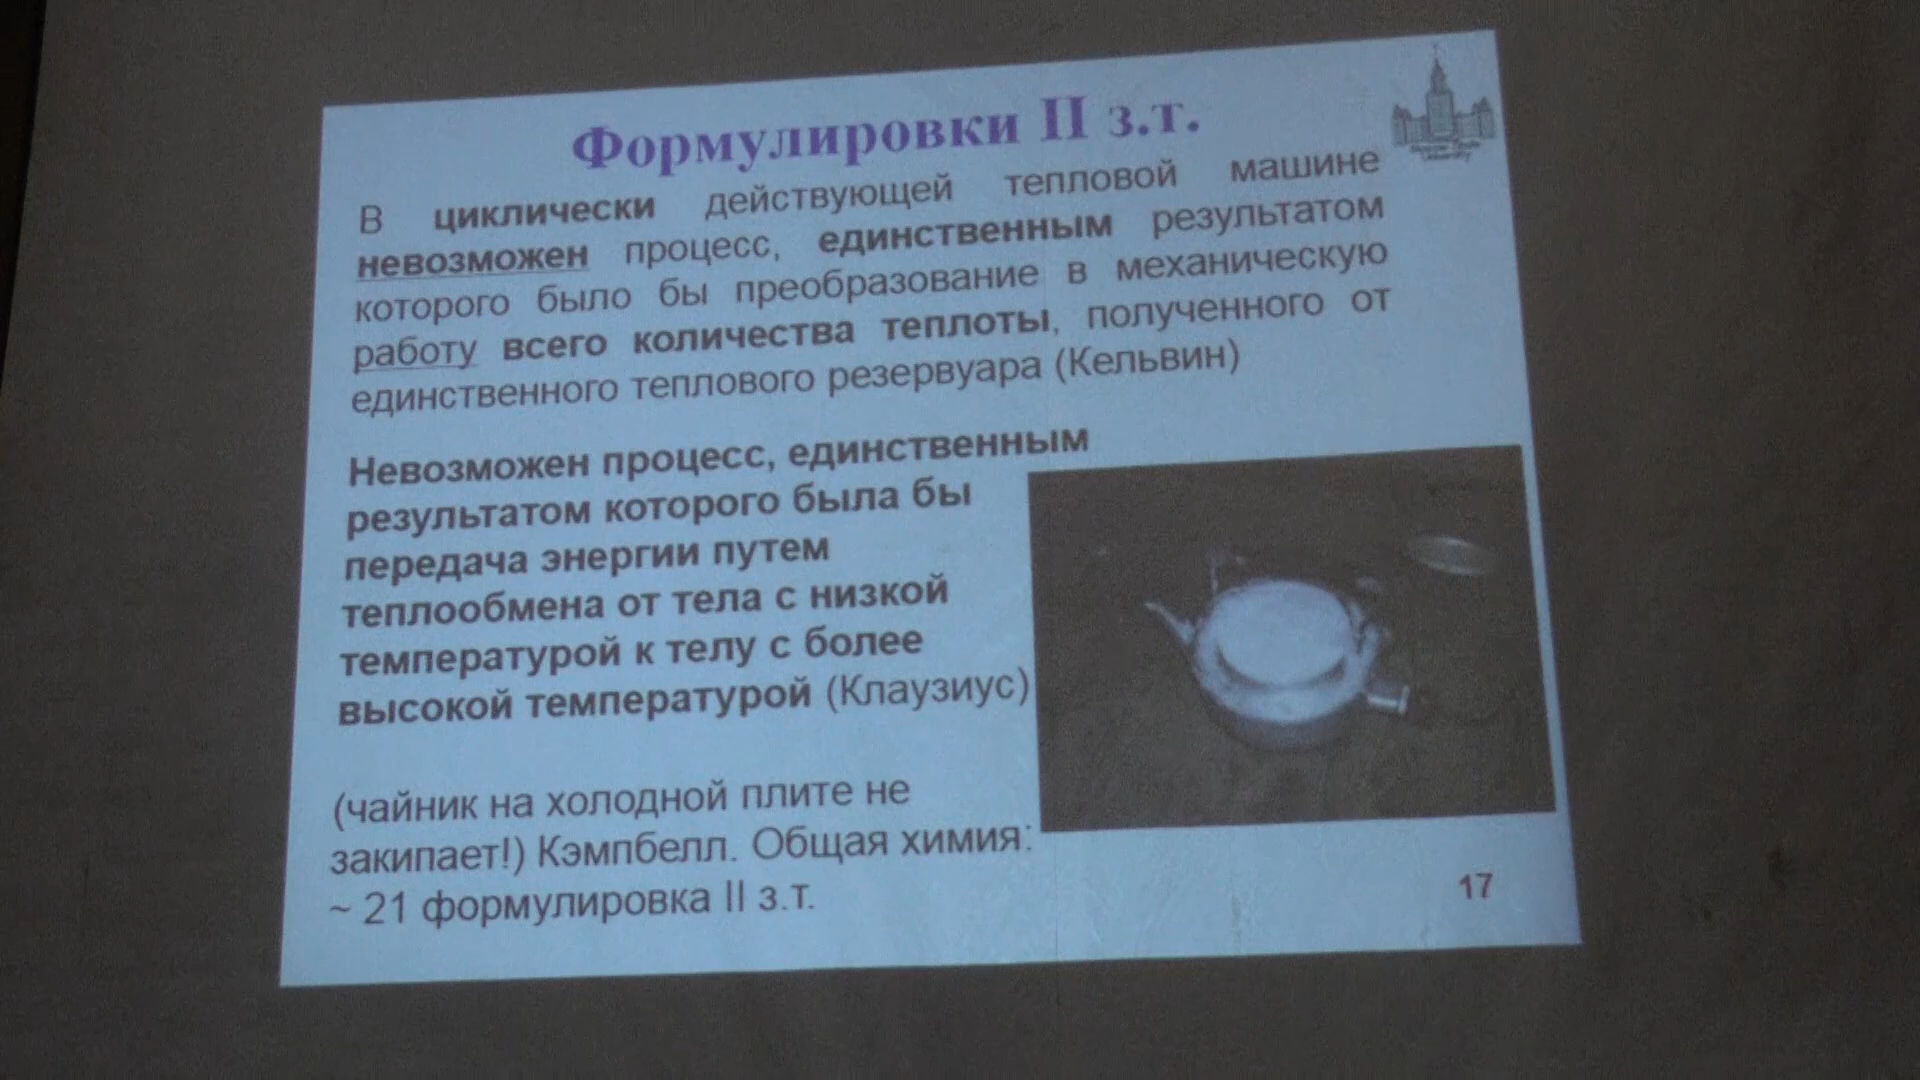 Формулировки II з.т.
В циклически действующей тепловой машине
невозможен процесс, единственным результатом
которого было бы преобразование в механическую
работу всего количества теплоты, полученного от
единственного теплового резервуара (Кельвин)
Невозможен процесс, единственным
результатом которого была бы
передача энергии путем
теплообмена от тела с низкой
температурой к телу с более
высокой температурой (Клаузиус)
(чайник на холодной плите не
закипает!) Кэмпбелл. Общая химия:
~ 21 формулировка II з.т.
Moscow State
University
17